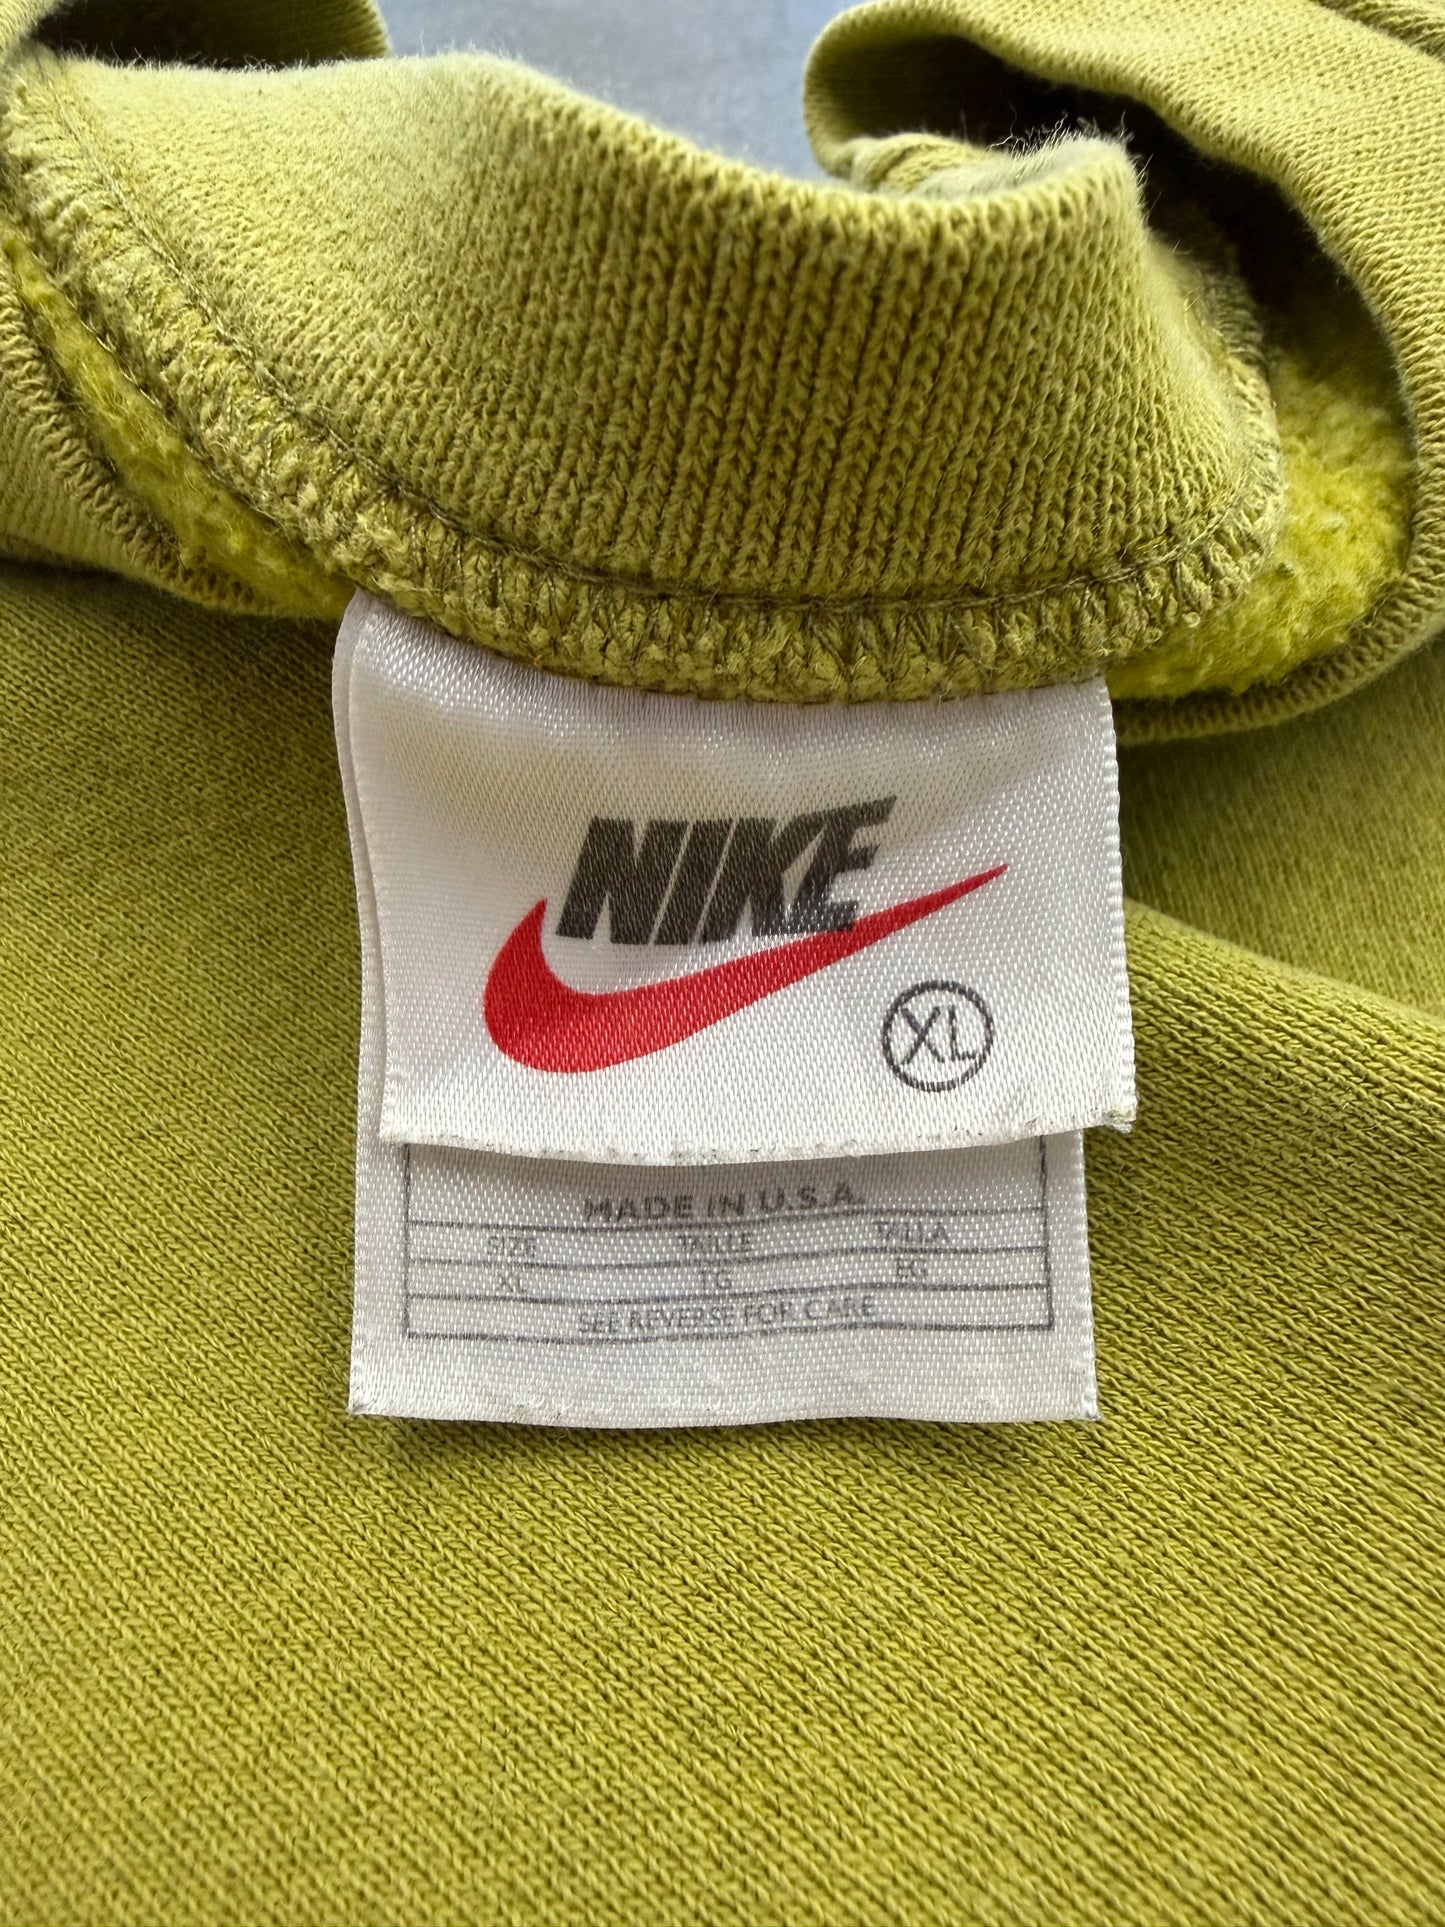 NIKE
XL
MADE IN U.S.A.
SIZE TAILLE TALLA
XL TG EG
SEE REVERSE FOR CARE